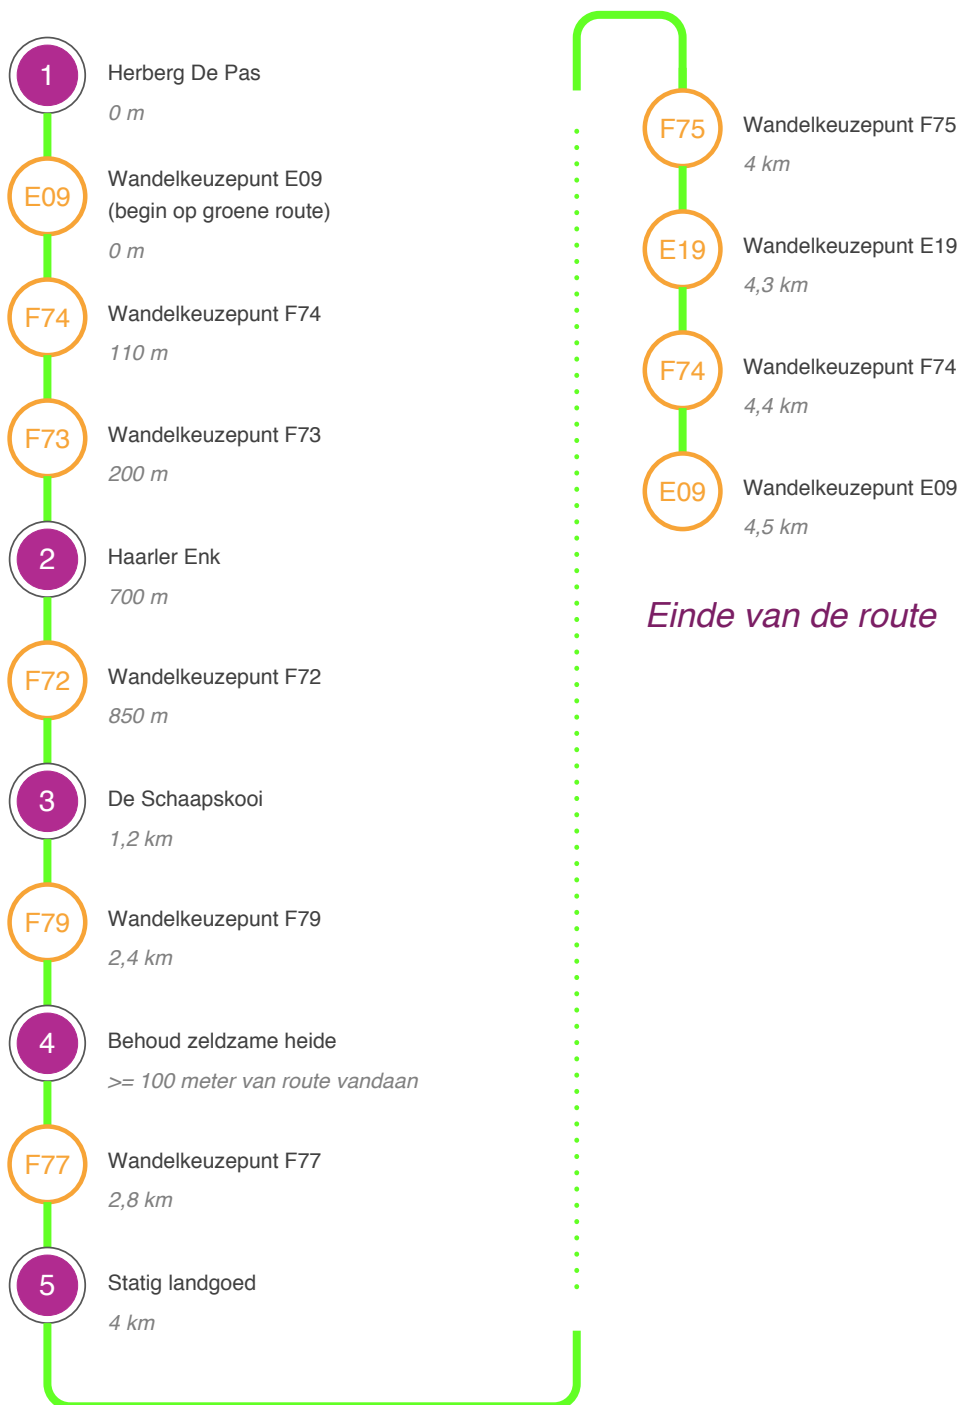 1
Herberg De Pas
0 m
E09
Wandelkeuzepunt E09
(begin op groene route)
0 m
F74
Wandelkeuzepunt F74
110 m
F73
Wandelkeuzepunt F73
200 m
2
Haarler Enk
700 m
F72
Wandelkeuzepunt F72
850 m
3
De Schaapskooi
1,2 km
F79
Wandelkeuzepunt F79
2,4 km
4
Behoud zeldzame heide
>= 100 meter van route vandaan
F77
Wandelkeuzepunt F77
2,8 km
5
Statig landgoed
4 km
F75
Wandelkeuzepunt F75
4 km
E19
Wandelkeuzepunt E19
4,3 km
F74
Wandelkeuzepunt F74
4,4 km
E09
Wandelkeuzepunt E09
4,5 km
Einde van de route